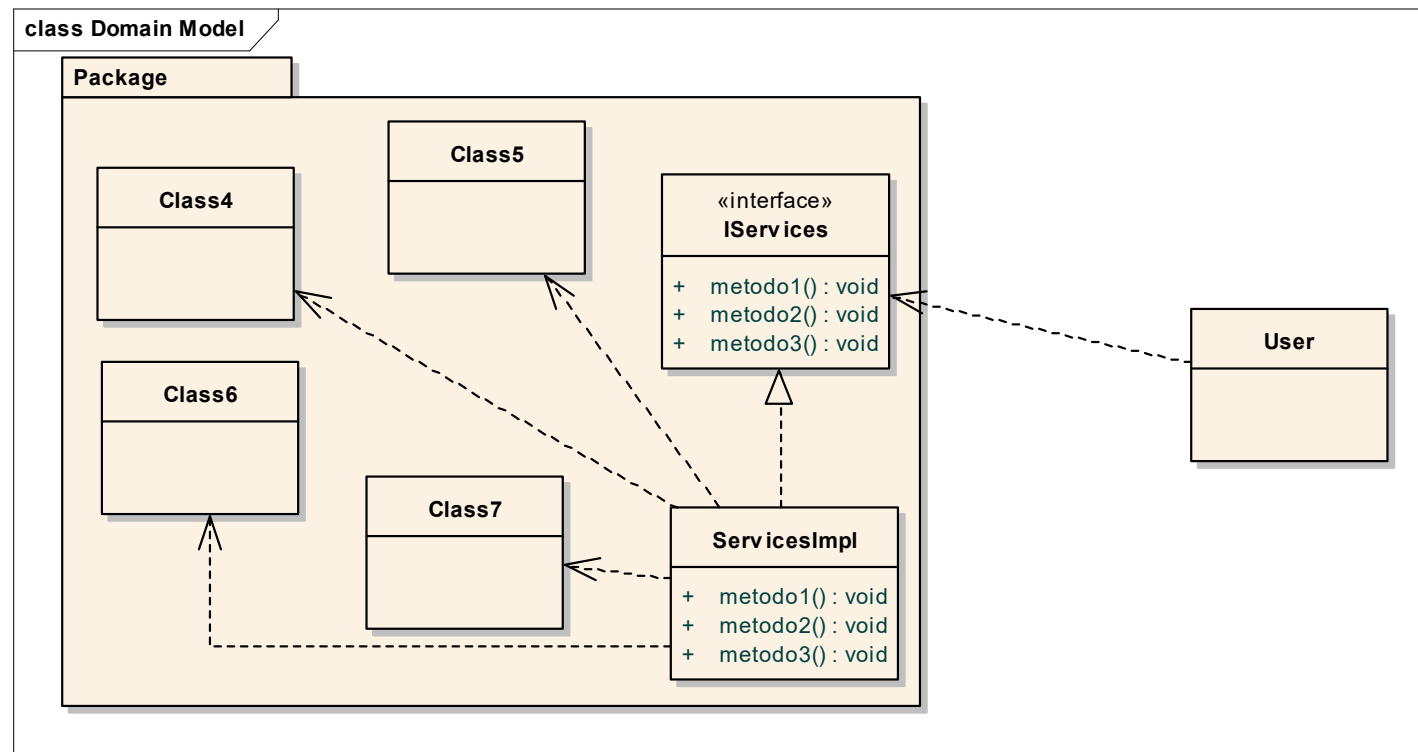 class Domain Model
Package
Class5
Class4
«interface»
IServices
+ metodo1() : void
+ metodo2() : void
+ metodo3() : void
User
Class6
Class7
ServicesImpl
+ metodo1() : void
+ metodo2() : void
+ metodo3() : void